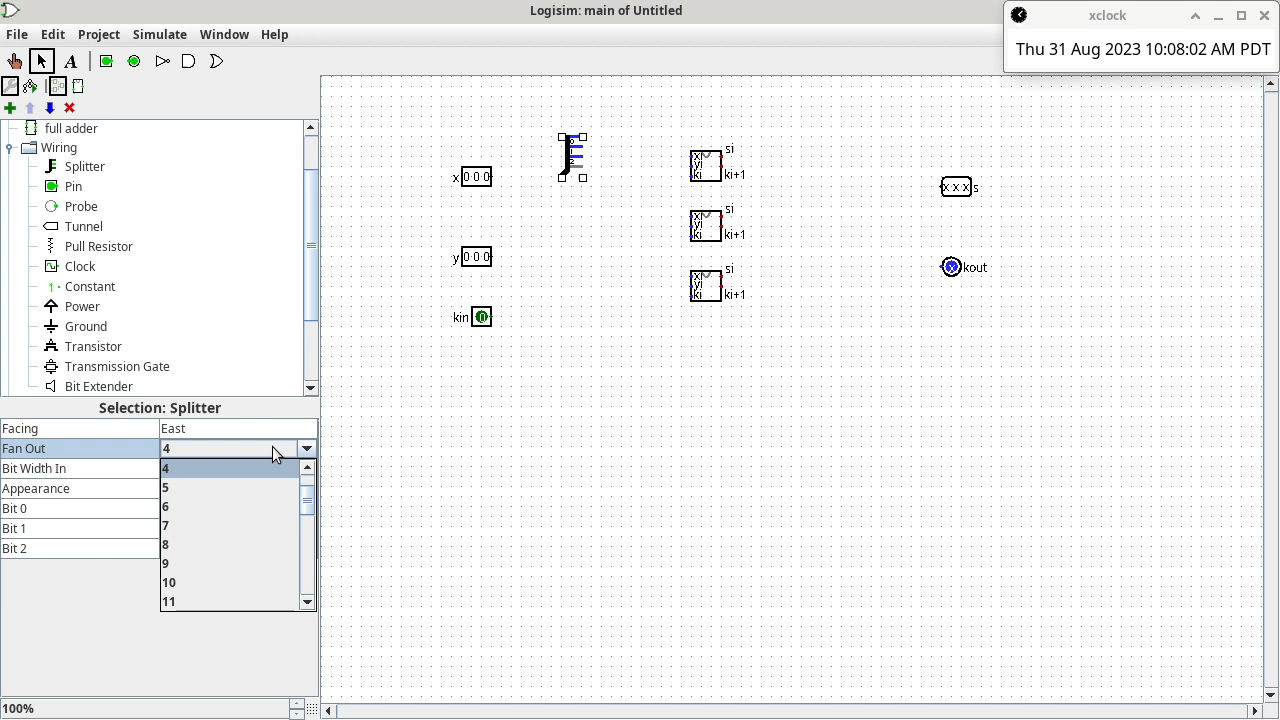 Logisim: main of Untitled
xclock
File Edit Project Simulate Window Help
Thu 31 Aug 2023 10:08:02 AM PDT
A
full adder
Wiring
Splitter
Pin
Probe
Tunnel
Pull Resistor
Clock
1 Constant
Power
Ground
Transistor
Transmission Gate
Bit Extender
Selection: Splitter
Facing East
Fan Out 4
Bit Width In
Appearance
Bit 0
Bit 1
Bit 2
4
5
6
7
8
9
10
11
100%
x 0 0 0
y 0 0 0
kin 0
xi
yi
ki
si
ki+1
xi
yi
ki
si
ki+1
xi
yi
ki
si
ki+1
x x x s
x kout